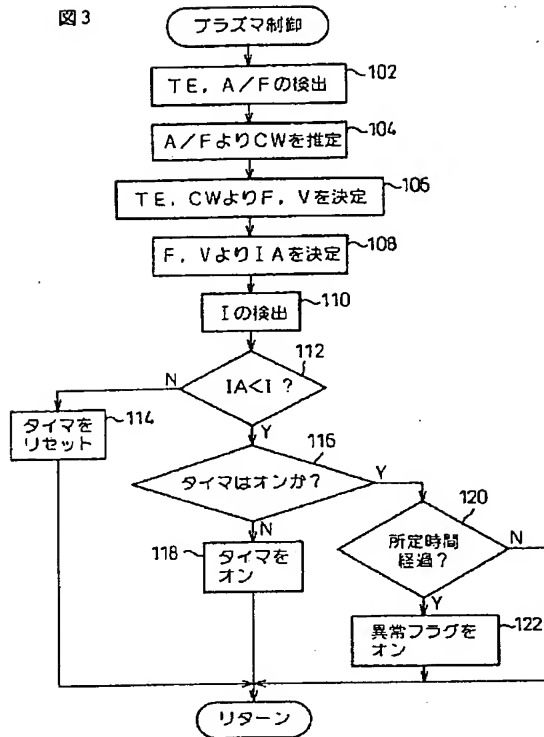 図3
プラズマ制御
TE, A/Fの検出
102
A/FよりCWを推定
104
TE, CWよりF, Vを決定
106
F, VよりIAを決定
108
Iの検出
110
112
IA<I ?
N
Y
タイマを
リセット
114
116
タイマはオンか?
Y
N
118
タイマを
オン
120
所定時間
経過?
N
Y
異常フラグを
オン
122
リターン